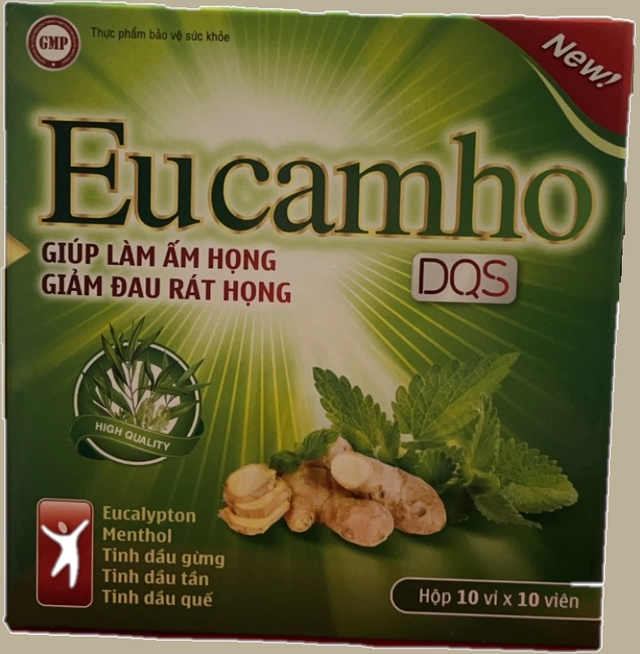 GMP
Thực phẩm bảo vệ sức khỏe
New!
Eucamho
GIÚP LÀM ẤM HỌNG
GIẢM ĐAU RÁT HỌNG
DQS
HIGH QUALITY
Eucalypton
Menthol
Tinh dầu gừng
Tinh dầu tần
Tinh dầu quế
Hộp 10 vỉ x 10 viên